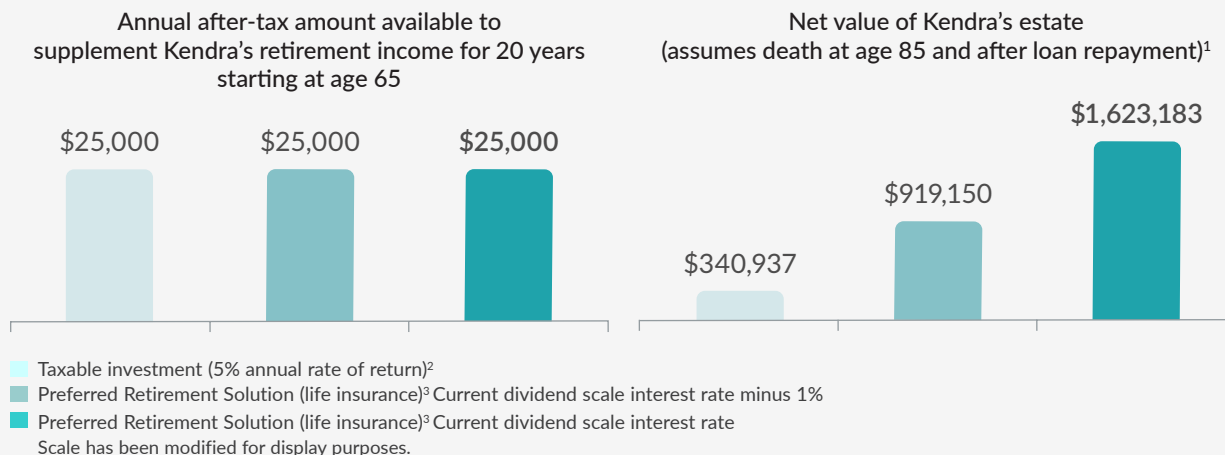 Annual after-tax amount available to
supplement Kendra's retirement income for 20 years
starting at age 65
$25,000
$25,000
$25,000
Net value of Kendra's estate
(assumes death at age 85 and after loan repayment)¹
$340,937
$919,150
$1,623,183
Taxable investment (5% annual rate of return)²
Preferred Retirement Solution (life insurance)³ Current dividend scale interest rate minus 1%
Preferred Retirement Solution (life insurance)³ Current dividend scale interest rate
Scale has been modified for display purposes.